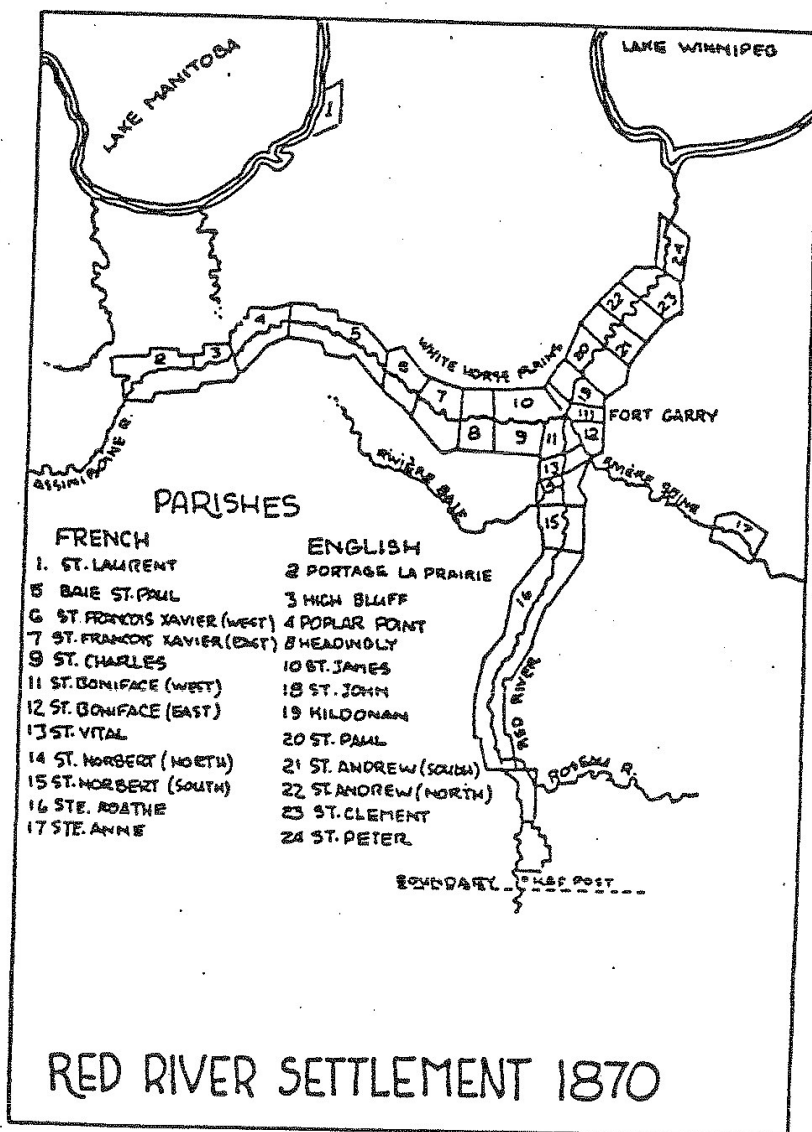 LAKE MANITOBA
LAKE WINNIPEG
1
24
22
23
4
5
WHITE HORSE PLAINS
20
21
2
3
6
7
10
19
FORT GARRY
8
9
11
12
13
ASSINIBOINE R.
RIVIÈRE SALE
RIVIÈRE SEINE
15
17
16
RED RIVER
ROSEAU R.
PARISHES
FRENCH
1. ST. LAURENT
5 BAIE ST. PAUL
6 ST. FRANCOIS XAVIER (WEST)
7 ST. FRANCOIS XAVIER (EAST)
9 ST. CHARLES
11 ST. BONIFACE (WEST)
12 ST. BONIFACE (EAST)
13 ST. VITAL
14 ST. NORBERT (NORTH)
15 ST. NORBERT (SOUTH)
16 STE. AGATHE
17 STE. ANNE
ENGLISH
2 PORTAGE LA PRAIRIE
3 HIGH BLUFF
4 POPLAR POINT
8 HEADINGLY
10 ST. JAMES
18 ST. JOHN
19 KILDONAN
20 ST. PAUL
21 ST. ANDREW (SOUTH)
22 ST. ANDREW (NORTH)
23 ST. CLEMENT
24 ST. PETER
BOUNDARY POST
RED RIVER SETTLEMENT 1870